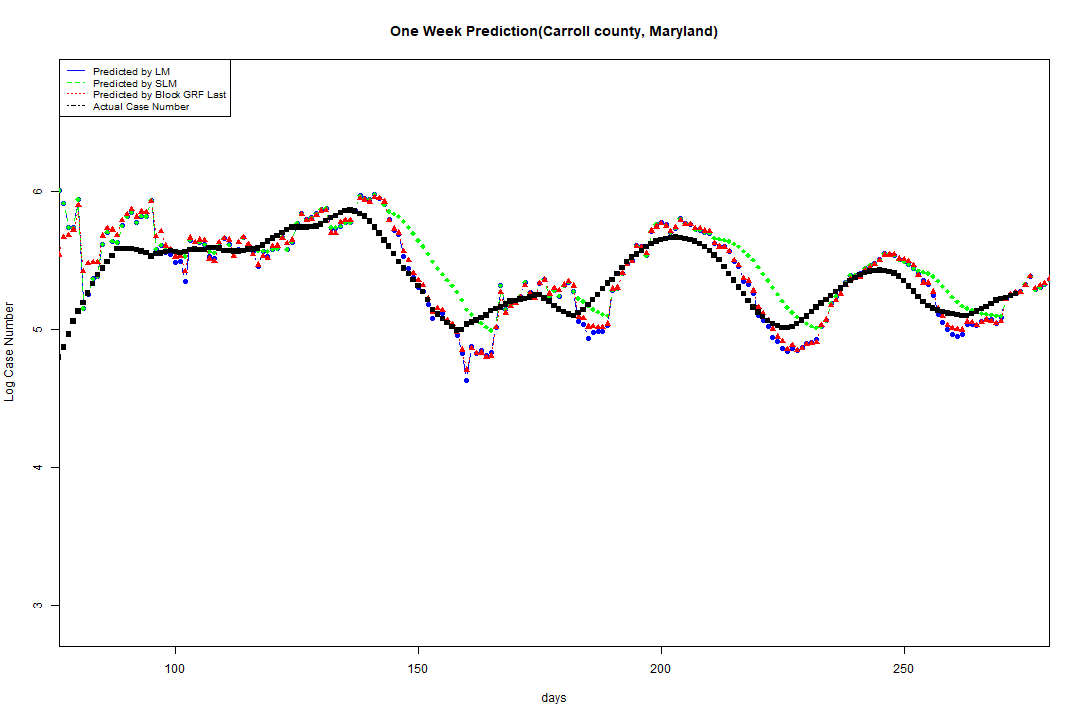 One Week Prediction(Carroll county, Maryland)
Predicted by LM
Predicted by SLM
Predicted by Block GRF Last
Actual Case Number
6
5
4
3
Log Case Number
100 150 200 250
days